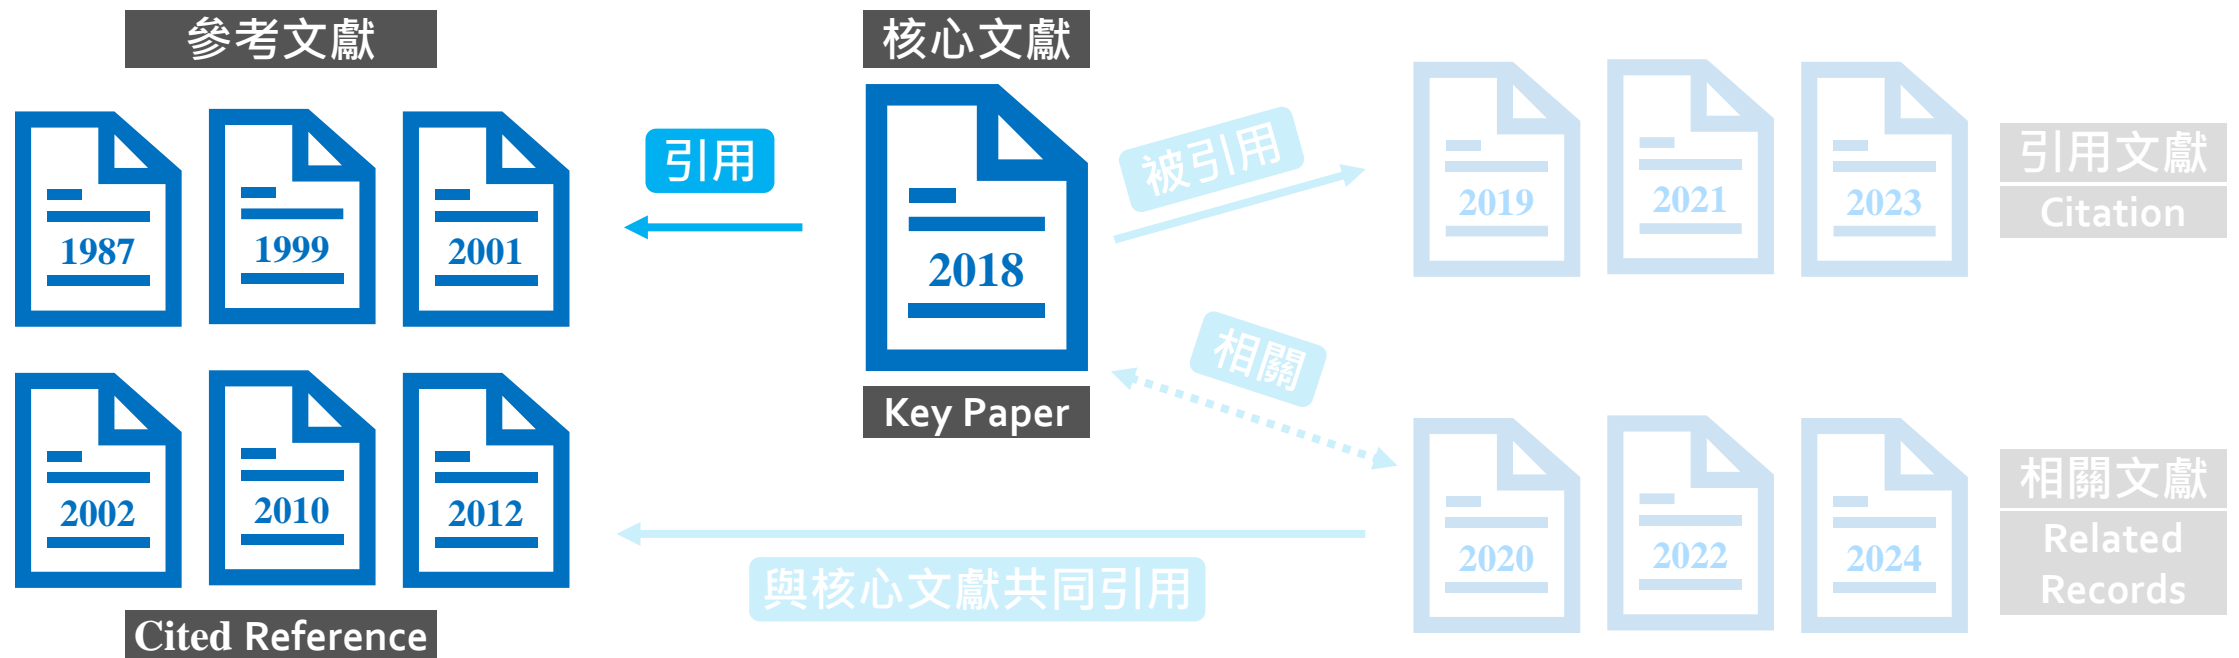 參考文獻
1987
1999
2001
2002
2010
2012
Cited Reference
引用
核心文獻
2018
Key Paper
被引用
2019
2021
2023
引用文獻
Citation
相關
2020
2022
2024
相關文獻
Related
Records
與核心文獻共同引用